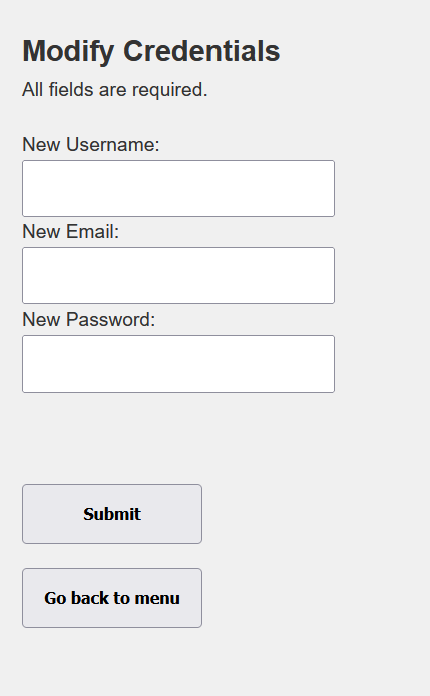 Modify Credentials
All fields are required.
New Username:
New Email:
New Password:
Submit
Go back to menu